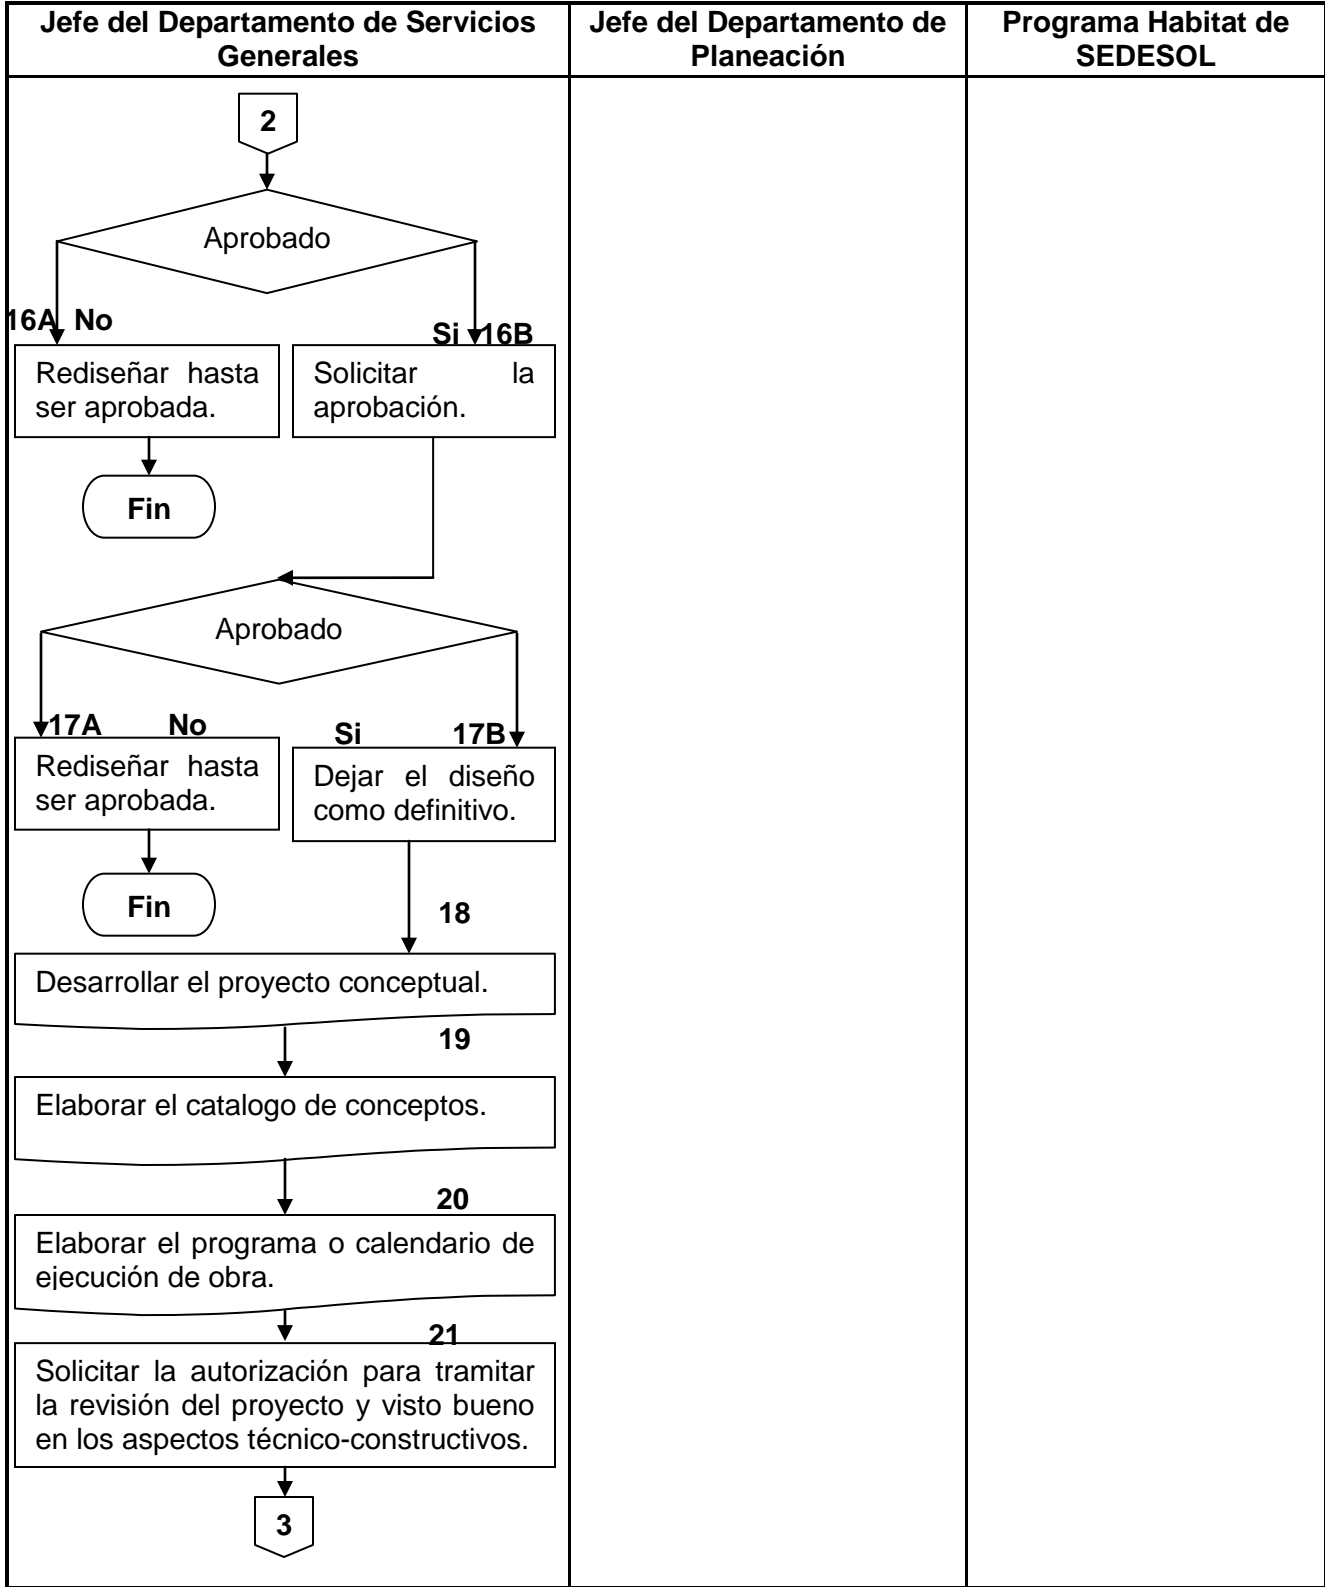 Jefe del Departamento de Servicios
Generales
Jefe del Departamento de
Planeación
Programa Habitat de
SEDESOL
2
Aprobado
16A No
Si 16B
Rediseñar hasta
ser aprobada.
Solicitar la
aprobación.
Fin
Aprobado
17A No
Si 17B
Rediseñar hasta
ser aprobada.
Dejar el diseño
como definitivo.
Fin
18
Desarrollar el proyecto conceptual.
19
Elaborar el catalogo de conceptos.
20
Elaborar el programa o calendario de
ejecución de obra.
21
Solicitar la autorización para tramitar
la revisión del proyecto y visto bueno
en los aspectos técnico-constructivos.
3